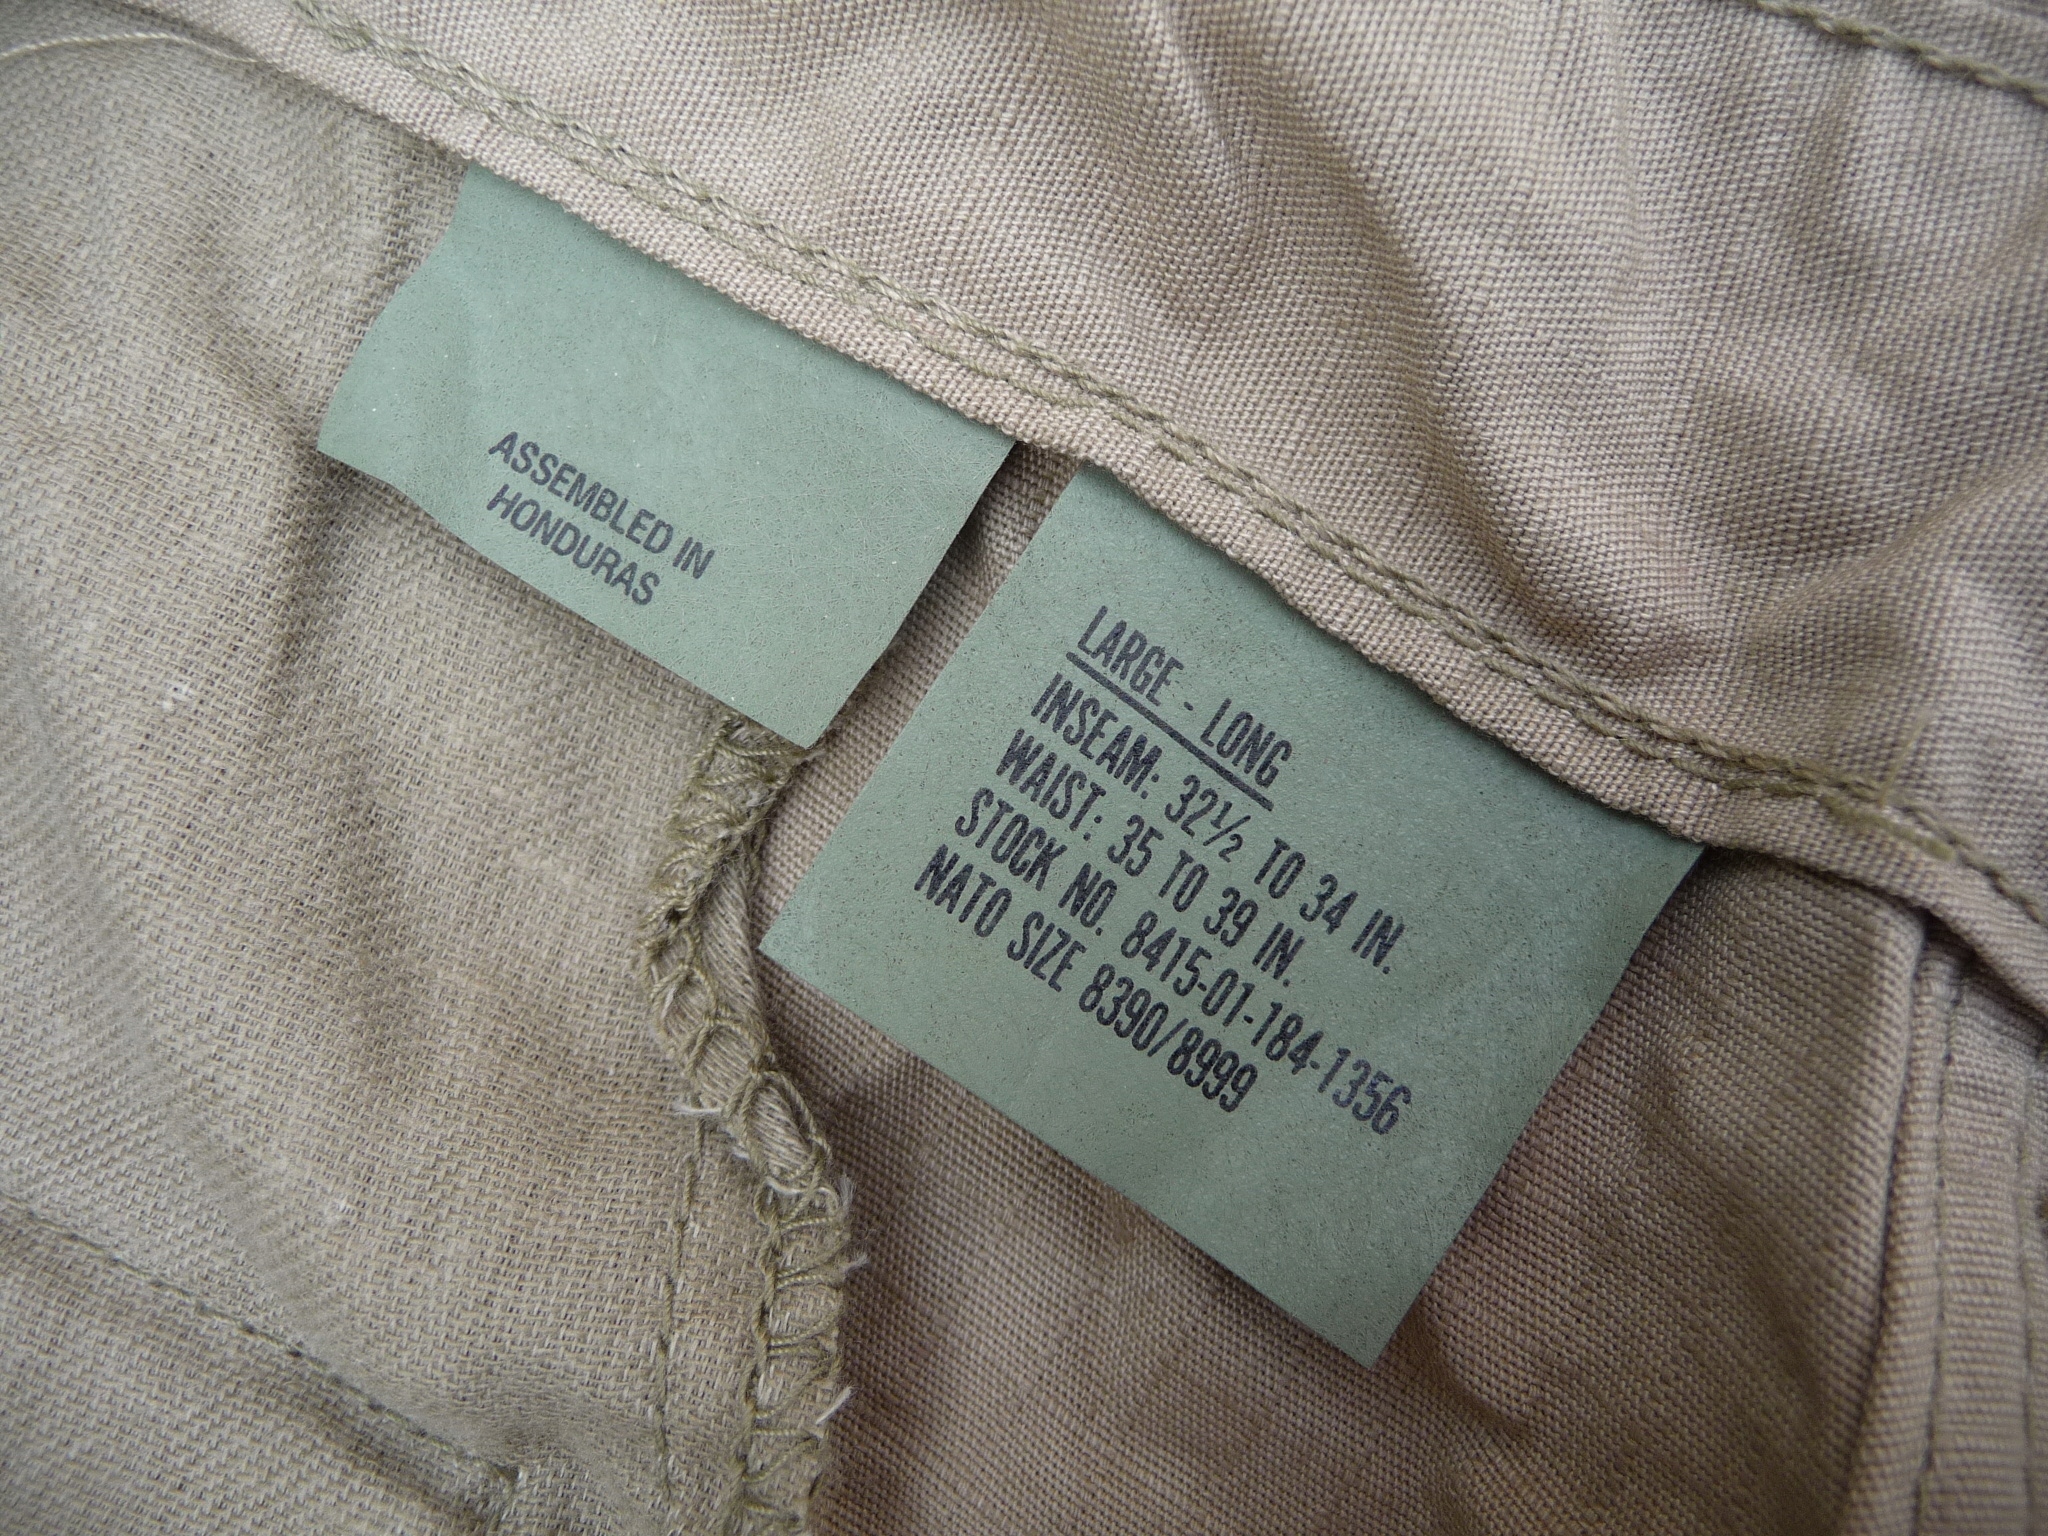 ASSEMBLED IN
HONDURAS
LARGE - LONG
INSEAM: 32½ TO 34 IN.
WAIST: 35 TO 39 IN.
STOCK NO. 8415-01-184-1356
NATO SIZE 8390/8999